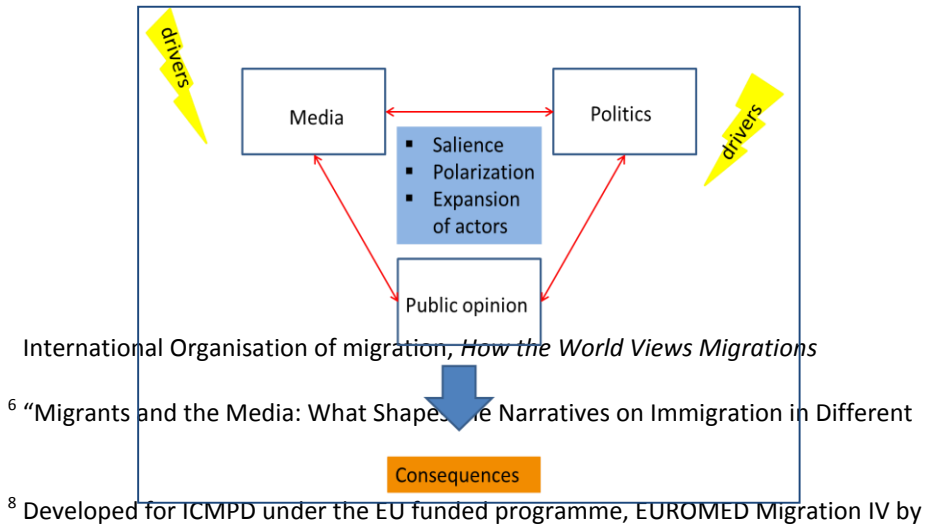 drivers
Media
Politics
drivers
▪ Salience
▪ Polarization
▪ Expansion
of actors
Public opinion
International Organisation of migration, How the World Views Migrations
⁶ “Migrants and the Media: What Shapes Narratives on Immigration in Different
Consequences
⁸ Developed for ICMPD under the EU funded programme, EUROMED Migration IV by